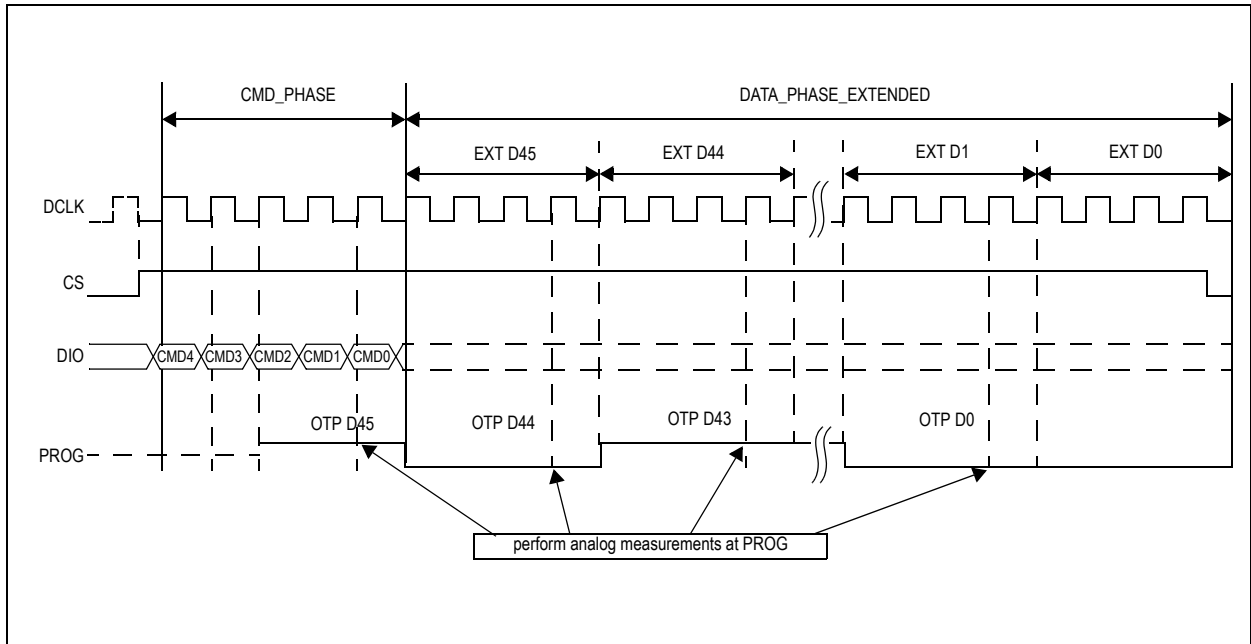 CMD_PHASE
DATA_PHASE_EXTENDED
EXT D45
EXT D44
EXT D1
EXT D0
DCLK
CS
DIO
CMD4
CMD3
CMD2
CMD1
CMD0
OTP D45
OTP D44
OTP D43
OTP D0
PROG
perform analog measurements at PROG